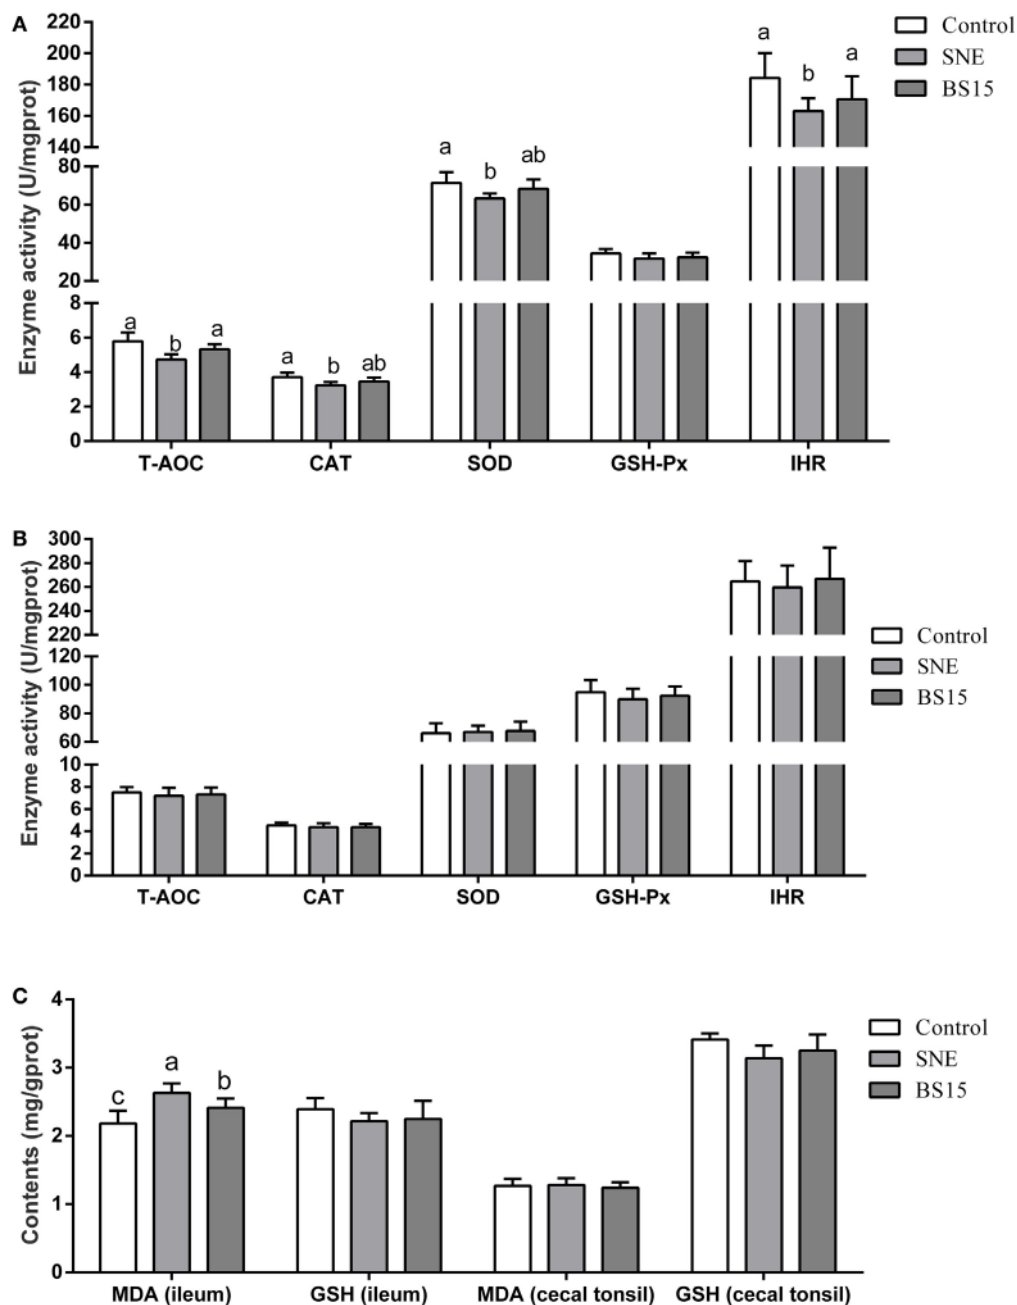 A
Enzyme activity (U/mgprot)
220
200
180
160
140
80
60
40
20
8
6
4
2
0
a b a
a b ab
a b ab
a b a
T-AOC CAT SOD GSH-Px IHR
Control
SNE
BS15
B
Enzyme activity (U/mgprot)
300
280
260
240
220
120
100
80
60
10
8
6
4
2
0
T-AOC CAT SOD GSH-Px IHR
Control
SNE
BS15
C
Contents (mg/gprot)
4
3
2
1
0
c a b
MDA (ileum) GSH (ileum) MDA (cecal tonsil) GSH (cecal tonsil)
Control
SNE
BS15